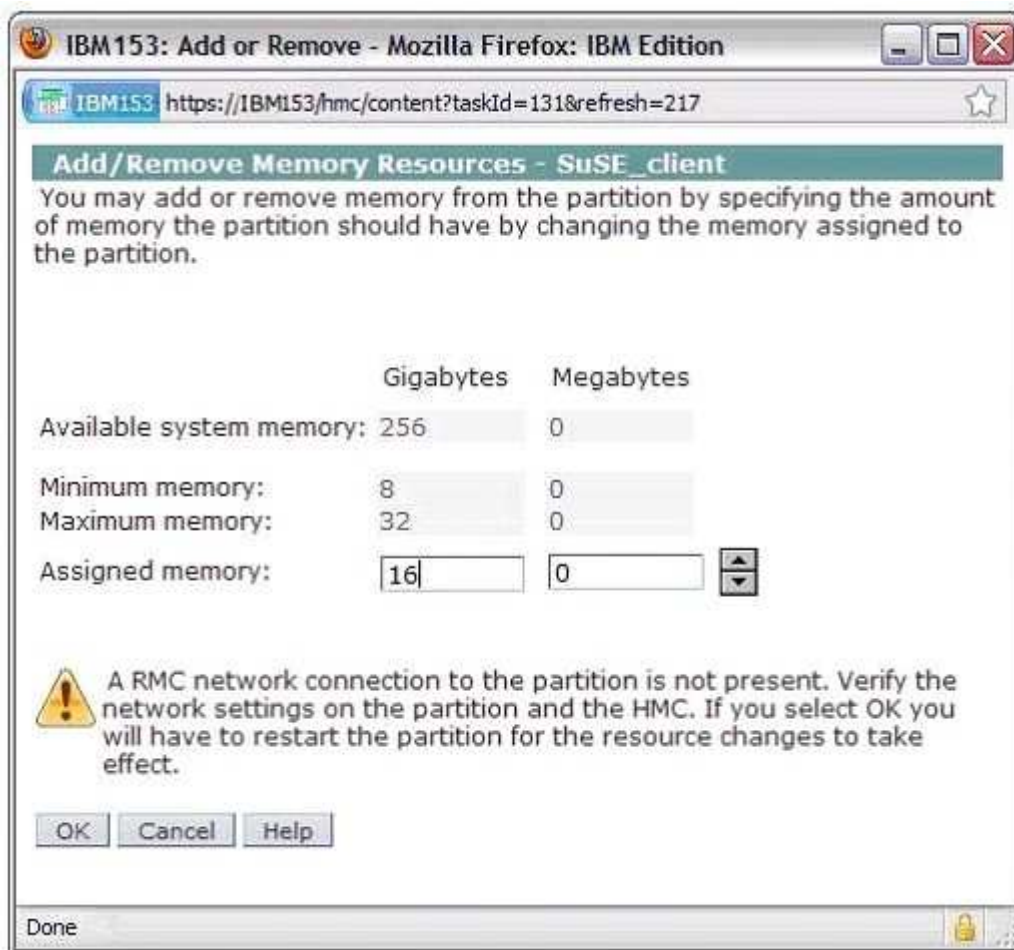 IBM153: Add or Remove - Mozilla Firefox: IBM Edition
IBM153 https://IBM153/hmc/content?taskId=131&refresh=217
Add/Remove Memory Resources - SuSE_client
You may add or remove memory from the partition by specifying the amount
of memory the partition should have by changing the memory assigned to
the partition.
Gigabytes Megabytes
Available system memory: 256 0
Minimum memory: 8 0
Maximum memory: 32 0
Assigned memory: 16 0
A RMC network connection to the partition is not present. Verify the
network settings on the partition and the HMC. If you select OK you
will have to restart the partition for the resource changes to take
effect.
OK Cancel Help
Done